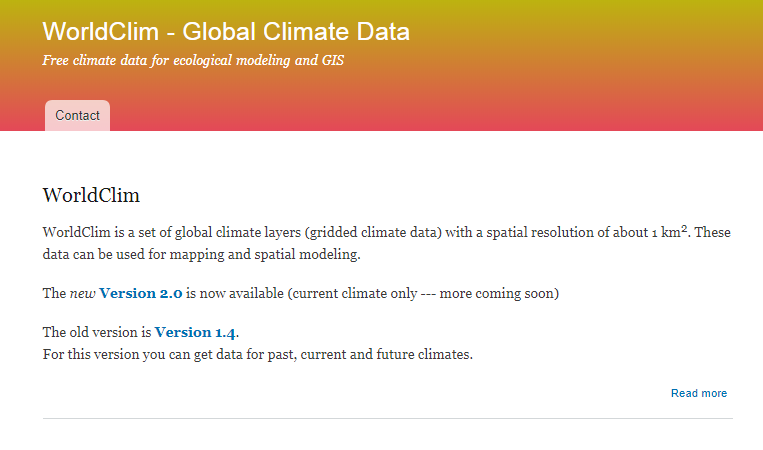 WorldClim - Global Climate Data
Free climate data for ecological modeling and GIS
Contact
WorldClim
WorldClim is a set of global climate layers (gridded climate data) with a spatial resolution of about 1 km². These
data can be used for mapping and spatial modeling.
The new Version 2.0 is now available (current climate only --- more coming soon)
The old version is Version 1.4.
For this version you can get data for past, current and future climates.
Read more